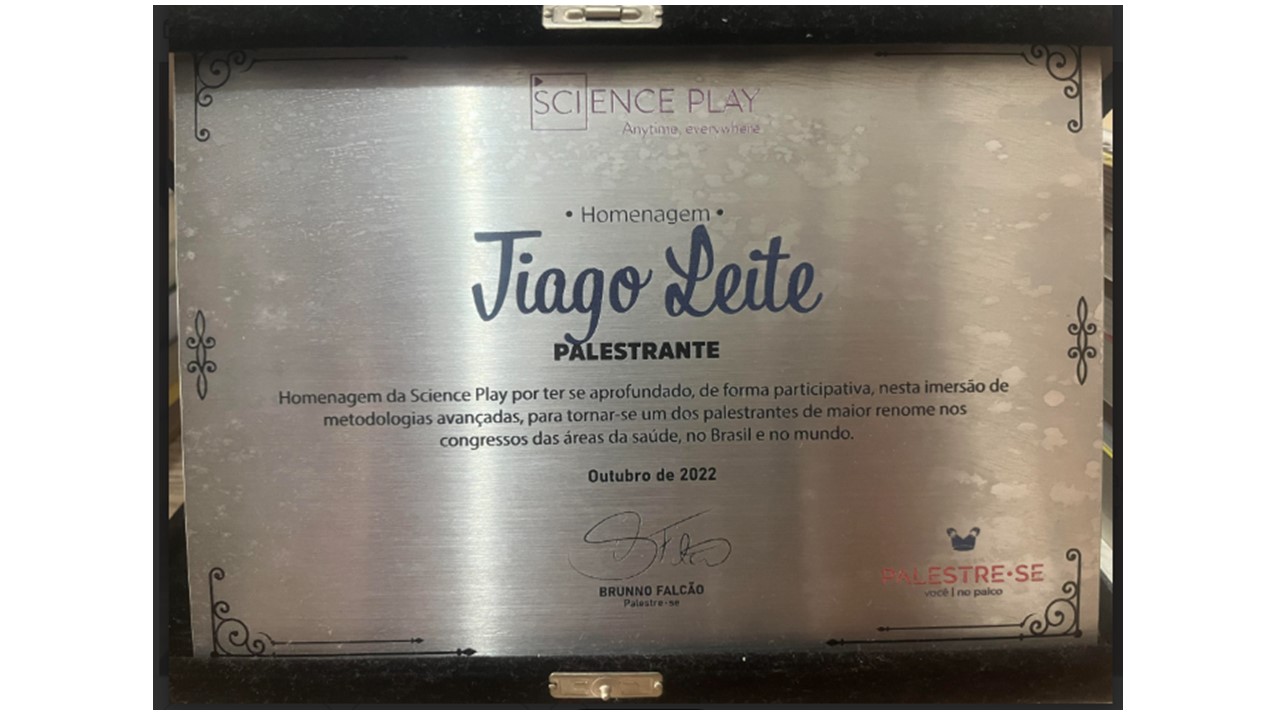 SCIENCE PLAY
Anytime, everywhere
• Homenagem •
Tiago Leite
PALESTRANTE
Homenagem da Science Play por ter se aprofundado, de forma participativa, nesta imersão de
metodologias avançadas, para tornar-se um dos palestrantes de maior renome nos
congressos das áreas da saúde, no Brasil e no mundo.
Outubro de 2022
BRUNNO FALCÃO
Palestre•se
PALESTRE•SE
você | no palco